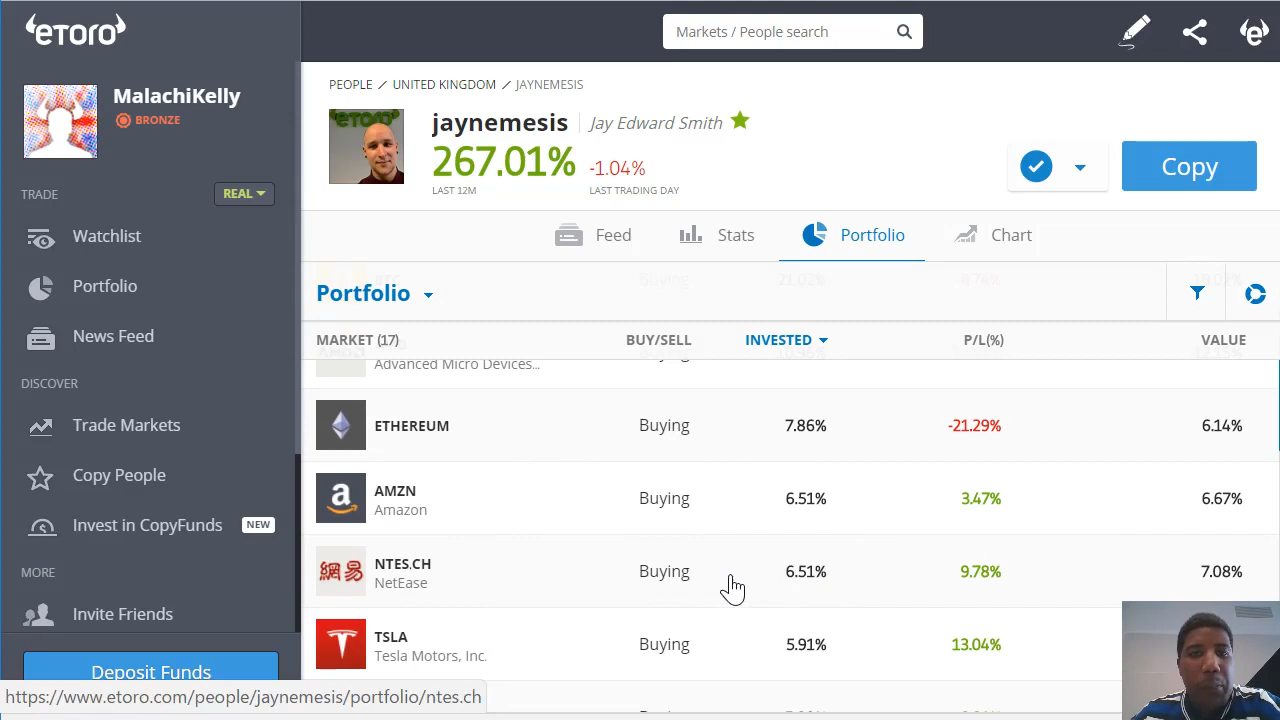 etoro
Markets / People search
MalachiKelly
BRONZE
TRADE
REAL
Watchlist
Portfolio
News Feed
DISCOVER
Trade Markets
Copy People
Invest in CopyFunds NEW
MORE
Invite Friends
Deposit Funds
https://www.etoro.com/people/jaynemesis/portfolio/ntes.ch
PEOPLE / UNITED KINGDOM / JAYNEMESIS
etoro
jaynemesis Jay Edward Smith
267.01% -1.04%
LAST 12M LAST TRADING DAY
Copy
Feed Stats Portfolio Chart
Buying 21.02%
Portfolio
MARKET (17) BUY/SELL INVESTED P/L(%) VALUE
Advanced Micro Devices...
ETHEREUM Buying 7.86% -21.29% 6.14%
AMZN
Amazon Buying 6.51% 3.47% 6.67%
網易 NTES.CH
NetEase Buying 6.51% 9.78% 7.08%
TSLA
Tesla Motors, Inc. Buying 5.91% 13.04%